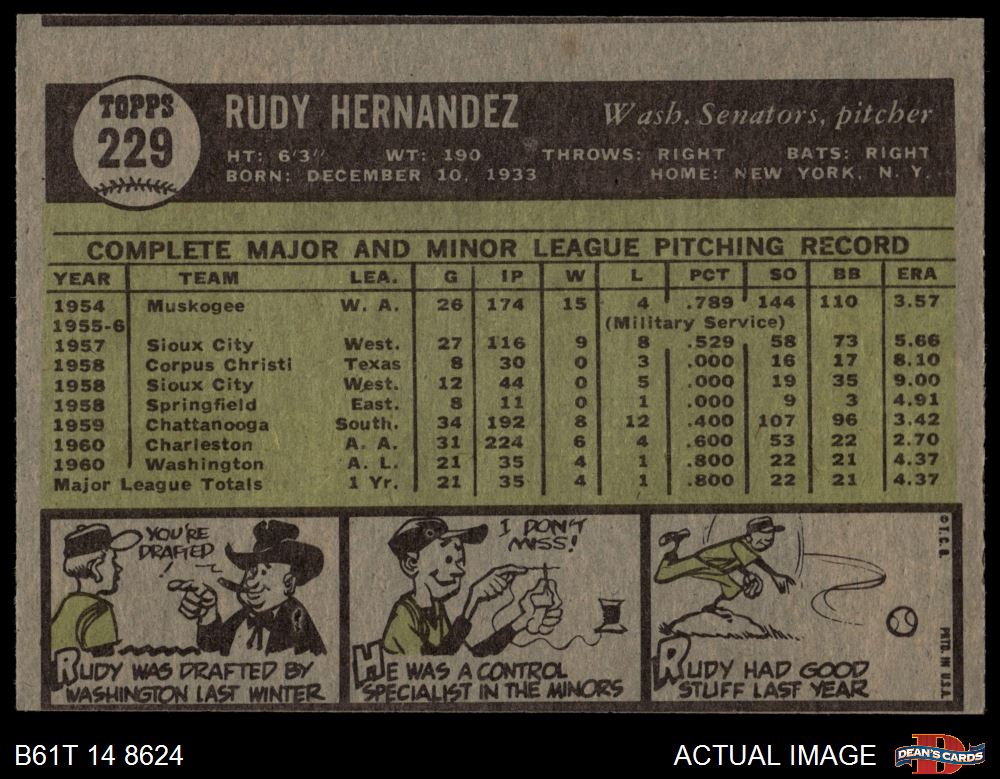 TOPPS
229
RUDY HERNANDEZ
Wash. Senators, pitcher
HT: 6'3" WT: 190 THROWS: RIGHT BATS: RIGHT
BORN: DECEMBER 10, 1933 HOME: NEW YORK, N. Y.
COMPLETE MAJOR AND MINOR LEAGUE PITCHING RECORD
YEAR TEAM LEA. G IP W L PCT SO BB ERA
1954 Muskogee W. A. 26 174 15 4 .789 144 110 3.57
1955-6 (Military Service)
1957 Sioux City West. 27 116 9 8 .529 58 73 5.66
1958 Corpus Christi Texas 8 30 0 3 .000 16 17 8.10
1958 Sioux City West. 12 44 0 5 .000 19 35 9.00
1958 Springfield East. 8 11 0 1 .000 9 3 4.91
1959 Chattanooga South. 34 192 8 12 .400 107 96 3.42
1960 Charleston A. A. 31 224 6 4 .600 53 22 2.70
1960 Washington A. L. 21 35 4 1 .800 22 21 4.37
Major League Totals 1 Yr. 21 35 4 1 .800 22 21 4.37
YOU'RE
DRAFTED
!
RUDY WAS DRAFTED BY
WASHINGTON LAST WINTER
I DON'T
MISS!
HE WAS A CONTROL
SPECIALIST IN THE MINORS
RUDY HAD GOOD
STUFF LAST YEAR
© T. C. G.
PRTD. IN U.S.A.
B61T 14 8624
ACTUAL IMAGE
DEAN'S CARDS